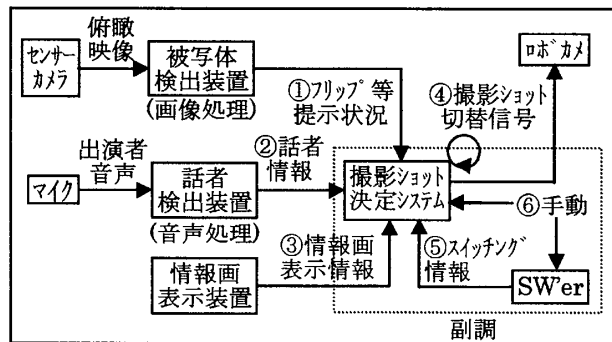 センサー
カメラ
俯瞰
映像
被写体
検出装置
(画像処理)
①フリップ等
提示状況
ロボカメ
④撮影ショット
切替信号
出演者
音声
マイク
話者
検出装置
(音声処理)
②話者
情報
撮影ショット
決定システム
⑥手動
情報画
表示装置
③情報画
表示情報
⑤スイッチング
情報
SW'er
副調